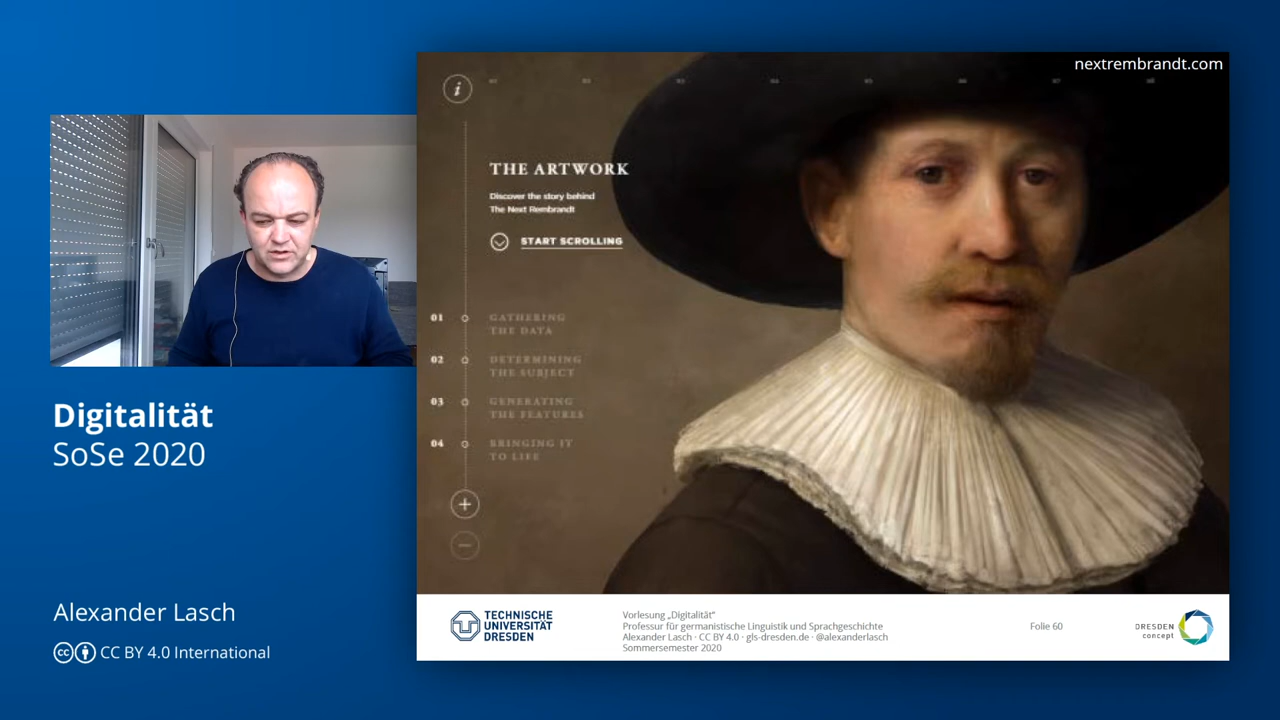 nextrembrandt.com
THE ARTWORK
Discover the story behind
The Next Rembrandt
START SCROLLING
01 GATHERING
THE DATA
02 DETERMINING
THE SUBJECT
03 GENERATING
THE FEATURES
04 BRINGING IT
TO LIFE
Digitalität
SoSe 2020
Alexander Lasch
CC BY 4.0 International
TECHNISCHE
UNIVERSITÄT
DRESDEN
Vorlesung „Digitalität“
Professur für germanistische Linguistik und Sprachgeschichte
Alexander Lasch · CC BY 4.0 · gls-dresden.de · @alexanderlasch
Sommersemester 2020
Folie 60
DRESDEN
concept